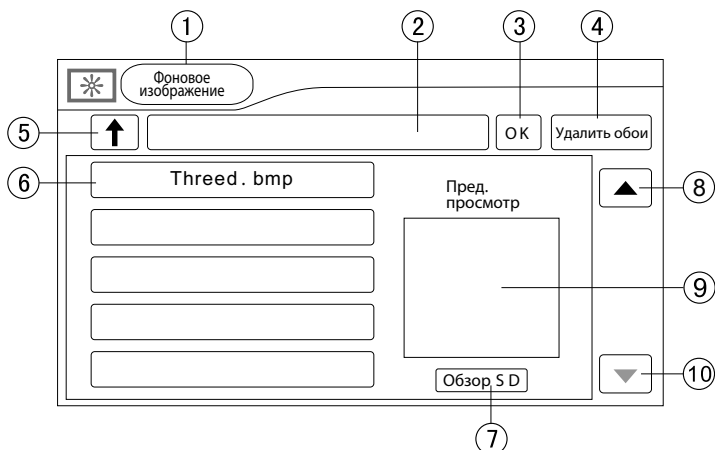 1 2 3 4
Фоновое
изображение
5 OK Удалить обои
6 Threed.bmp
Пред.
просмотр
8
9
Обзор SD
10
7